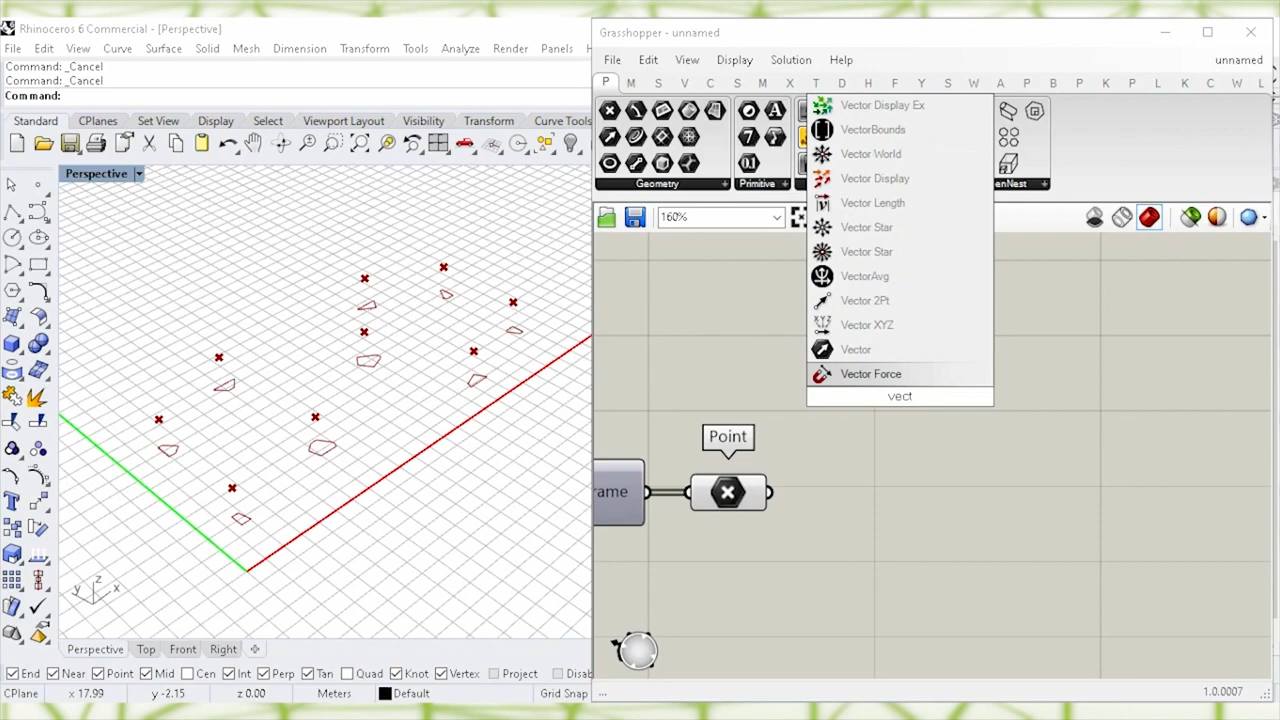 Rhinoceros 6 Commercial - [Perspective]
File Edit View Curve Surface Solid Mesh Dimension Transform Tools Analyze Render Panels
Command: _Cancel
Command: _Cancel
Command:
Standard CPlanes Set View Display Select Viewport Layout Visibility Transform Curve Tools
Perspective
y z x
Perspective Top Front Right
End Near Point Mid Cen Int Perp Tan Quad Knot Vertex Project Disab
CPlane x 17.99 y -2.15 z 0.00 Meters Default Grid Snap
Grasshopper - unnamed
File Edit View Display Solution Help unnamed
P M S V C S M X T D H F Y S W A P M K P L K C W L
Geometry Primitive enNest
160%
Vector Display Ex
VectorBounds
Vector World
Vector Display
Vector Length
Vector Star
Vector Star
VectorAvg
Vector 2Pt
Vector XYZ
Vector
Vector Force
vect
Point
rame
... 1.0.0007